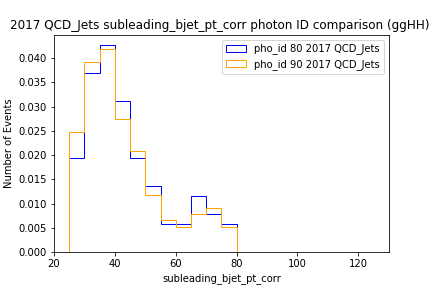 2017 QCD_Jets subleading_bjet_pt_corr photon ID comparison (ggHH)
pho_id 80 2017 QCD_Jets
pho_id 90 2017 QCD_Jets
Number of Events
0.040
0.035
0.030
0.025
0.020
0.015
0.010
0.005
0.000
20 40 60 80 100 120
subleading_bjet_pt_corr